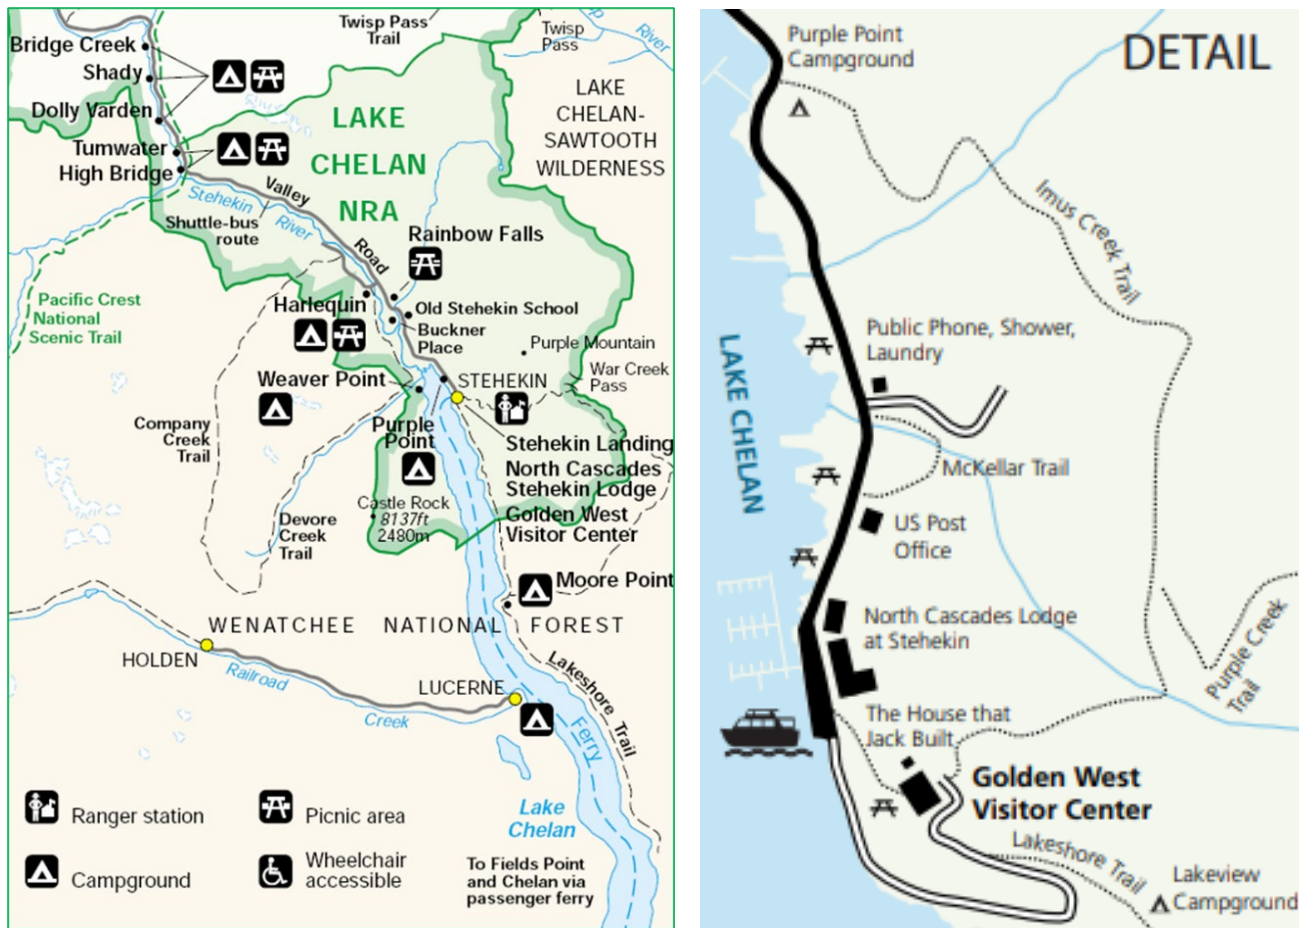 Twisp Pass
Trail
Twisp
Pass
River
Bridge Creek
Shady
Dolly Varden
Tumwater
High Bridge
LAKE
CHELAN
NRA
LAKE
CHELAN-
SAWTOOTH
WILDERNESS
Valley
Road
Stehekin
River
Shuttle-bus
route
Rainbow Falls
Pacific Crest
National
Scenic Trail
Harlequin
Old Stehekin School
Buckner
Place
Purple Mountain
War Creek
Pass
Weaver Point
STEHEKIN
Company
Creek
Trail
Purple
Point
Stehekin Landing
North Cascades
Stehekin Lodge
Golden West
Visitor Center
Castle Rock
8137ft
2480m
Devore
Creek
Trail
Moore Point
WENATCHEE NATIONAL FOREST
HOLDEN
Railroad
Creek
LUCERNE
Lakeshore Trail
Ferry
Lake
Chelan
Ranger station
Picnic area
Campground
Wheelchair
accessible
To Fields Point
and Chelan via
passenger ferry
DETAIL
Purple Point
Campground
Imus Creek Trail
Public Phone, Shower,
Laundry
LAKE CHELAN
McKellar Trail
US Post
Office
North Cascades Lodge
at Stehekin
Purple Creek
Trail
The House that
Jack Built
Golden West
Visitor Center
Lakeshore Trail
Lakeview
Campground